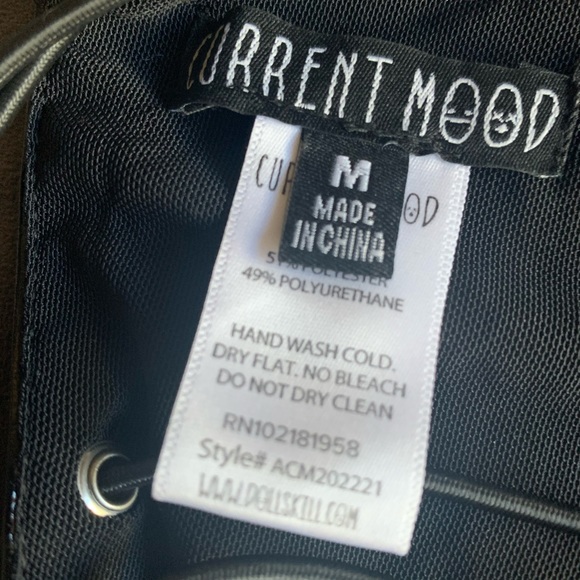 CURRENT MOOD
M
MADE
IN CHINA
51% POLYESTER
49% POLYURETHANE
HAND WASH COLD.
DRY FLAT. NO BLEACH
DO NOT DRY CLEAN
RN102181958
Style# ACM202221
WWW.DOLLSKILL.COM